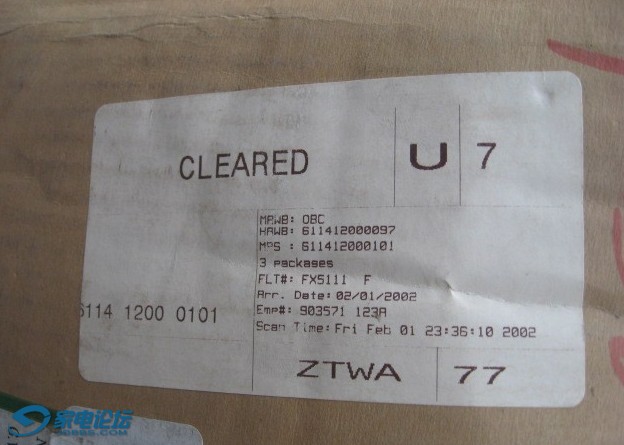 CLEARED U 7
MAWB: OBC
HAWB: 611412000097
MPS : 611412000101
3 packages
FLT#: FX5111 F
Arr. Date: 02/01/2002
6114 1200 0101
Emp#: 903571 123A
Scan Time: Fri Feb 01 23:36:10 2002
ZTWA 77
家电论坛